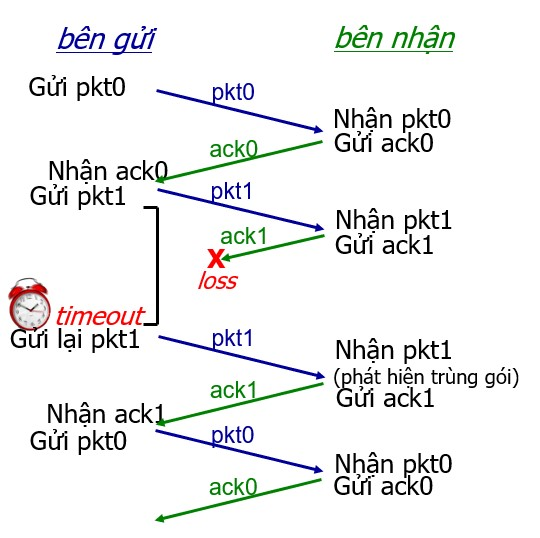 bên gửi
bên nhận
Gửi pkt0
pkt0
Nhận pkt0
Gửi ack0
ack0
Nhận ack0
Gửi pkt1
pkt1
Nhận pkt1
Gửi ack1
ack1
X
loss
timeout
Gửi lại pkt1
pkt1
Nhận pkt1
(phát hiện trùng gói)
Gửi ack1
ack1
Nhận ack1
Gửi pkt0
pkt0
Nhận pkt0
Gửi ack0
ack0